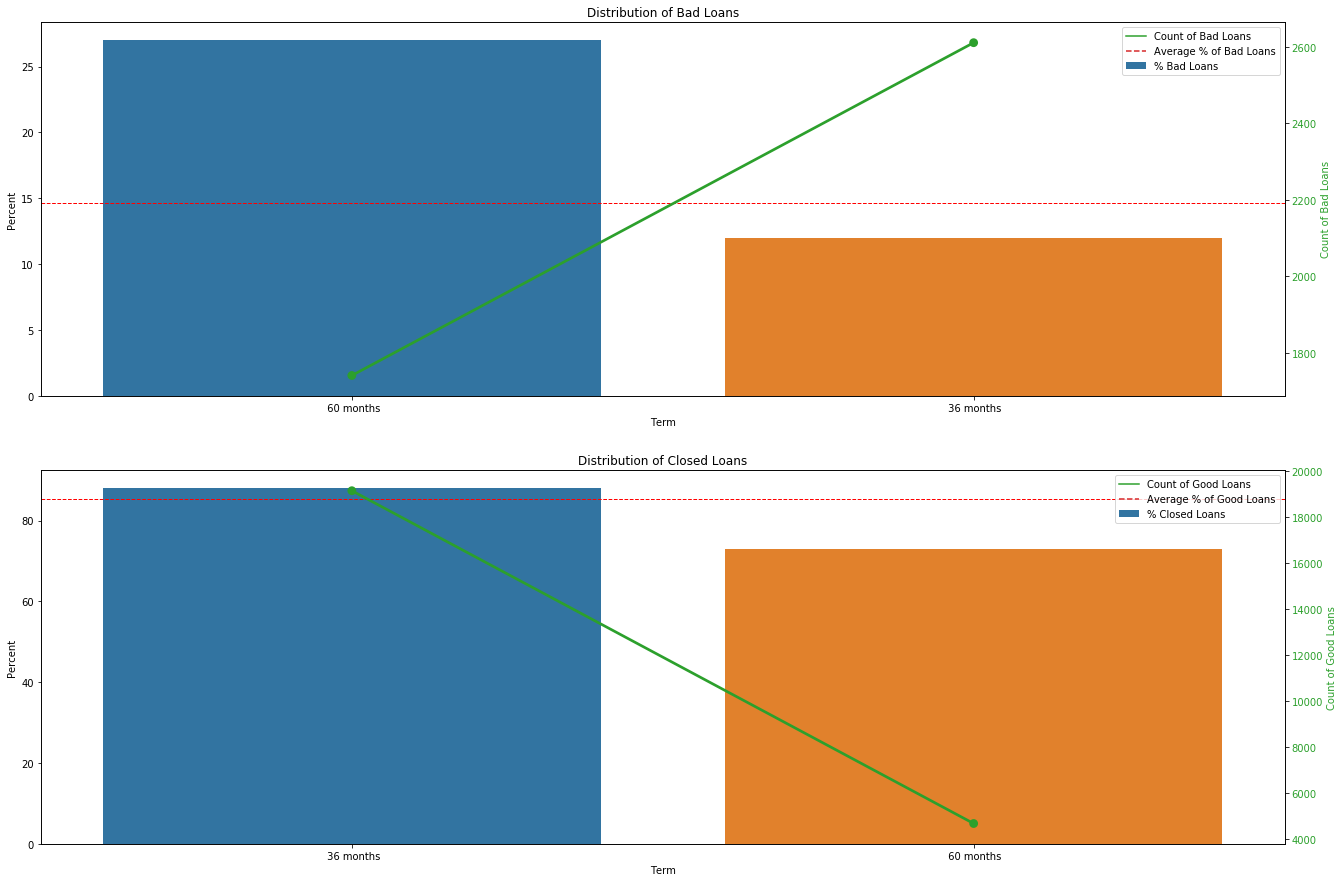 Distribution of Bad Loans
Count of Bad Loans
Average % of Bad Loans
% Bad Loans
25
20
15
10
5
0
Percent
2600
2400
2200
2000
1800
Count of Bad Loans
60 months
36 months
Term
Distribution of Closed Loans
Count of Good Loans
Average % of Good Loans
% Closed Loans
80
60
40
20
0
Percent
20000
18000
16000
14000
12000
10000
8000
6000
4000
Count of Good Loans
36 months
60 months
Term